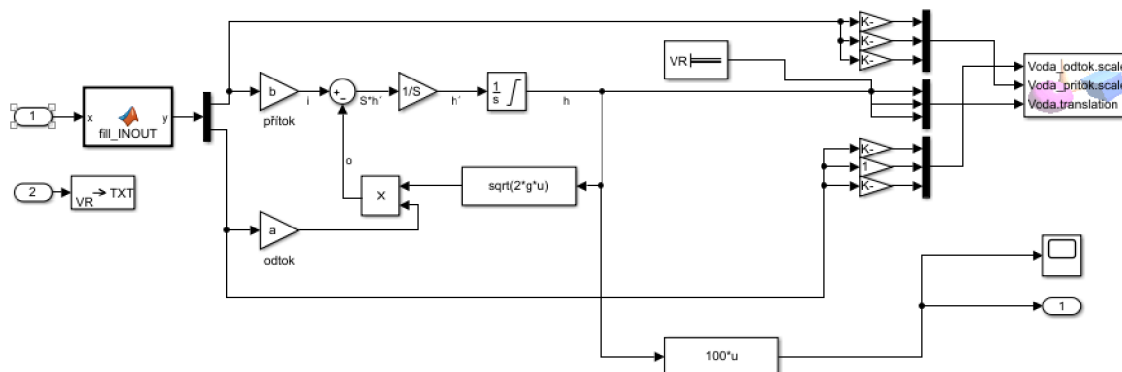 K-
K-
K-
VR
Voda_odtok.scale
Voda_pritok.scale
Voda.translation
1
x
y
fill_INOUT
b
přítok
i
+
-
S*h´
1/S
h´
1
s
h
2
VR
TXT
o
X
sqrt(2*g*u)
a
odtok
K-
1
K-
1
100*u